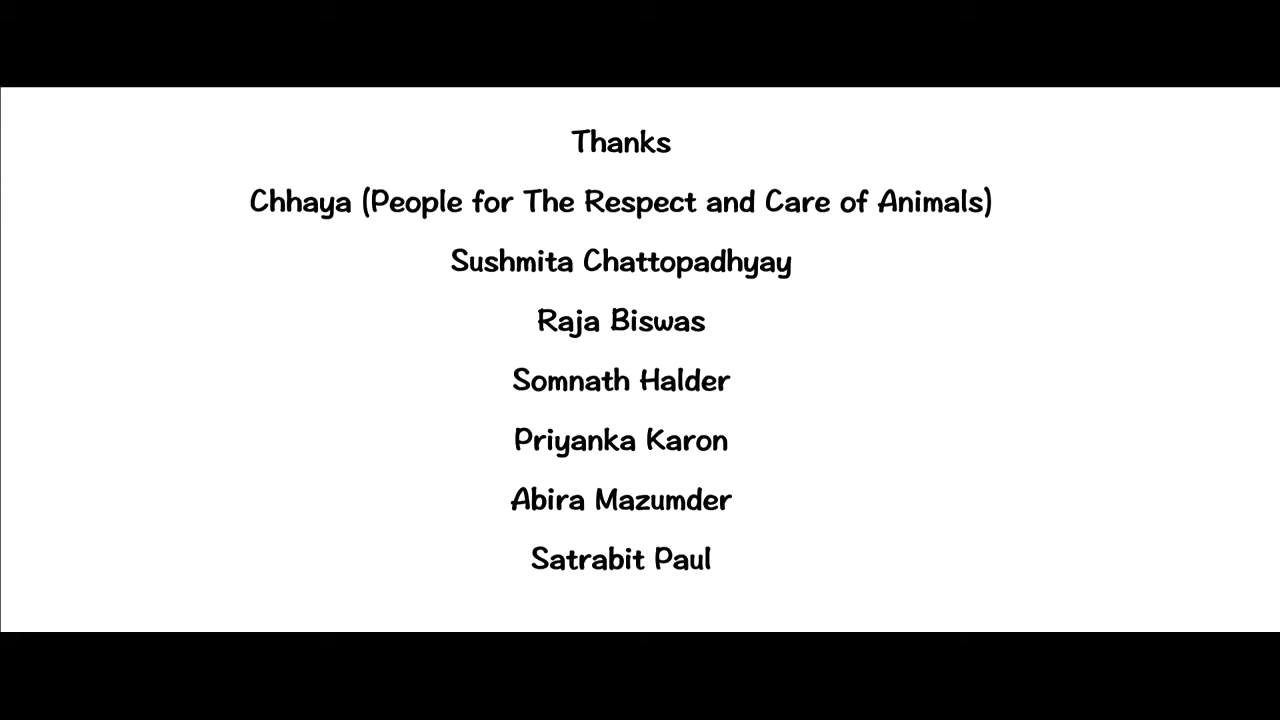 Thanks
Chhaya (People for The Respect and Care of Animals)
Sushmita Chattopadhyay
Raja Biswas
Somnath Halder
Priyanka Karon
Abira Mazumder
Satrabit Paul